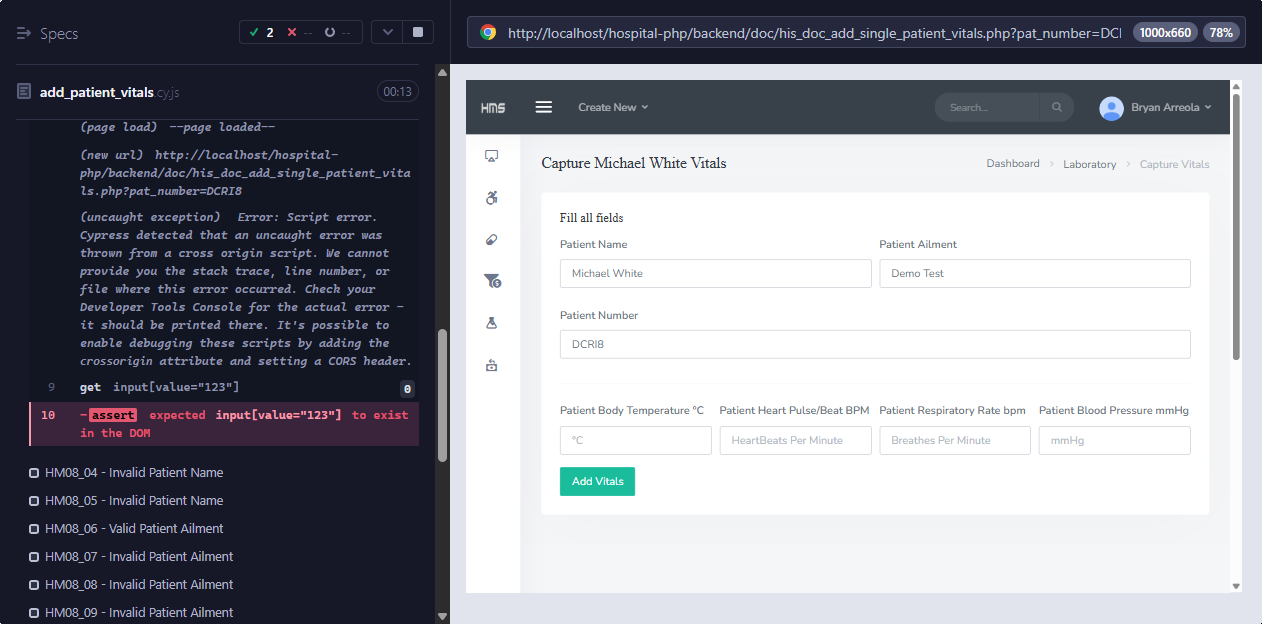 Specs
2 -- --
add_patient_vitals.cy.js 00:13
(page load) --page loaded--
(new url) http://localhost/hospital-
php/backend/doc/his_doc_add_single_patient_vita
ls.php?pat_number=DCRI8
(uncaught exception) Error: Script error.
Cypress detected that an uncaught error was
thrown from a cross origin script. We cannot
provide you the stack trace, line number, or
file where this error occurred. Check your
Developer Tools Console for the actual error -
it should be printed there. It's possible to
enable debugging these scripts by adding the
crossorigin attribute and setting a CORS header.
9 get input[value="123"] 0
10 -assert expected input[value="123"] to exist
in the DOM
HM08_04 - Invalid Patient Name
HM08_05 - Invalid Patient Name
HM08_06 - Valid Patient Ailment
HM08_07 - Invalid Patient Ailment
HM08_08 - Invalid Patient Ailment
HM08_09 - Invalid Patient Ailment
http://localhost/hospital-php/backend/doc/his_doc_add_single_patient_vitals.php?pat_number=DCI 1000x660 78%
HMS Create New Search... Bryan Arreola
Capture Michael White Vitals Dashboard > Laboratory > Capture Vitals
Fill all fields
Patient Name Patient Ailment
Michael White Demo Test
Patient Number
DCRI8
Patient Body Temperature °C Patient Heart Pulse/Beat BPM Patient Respiratory Rate bpm Patient Blood Pressure mmHg
°C HeartBeats Per Minute Breathes Per Minute mmHg
Add Vitals